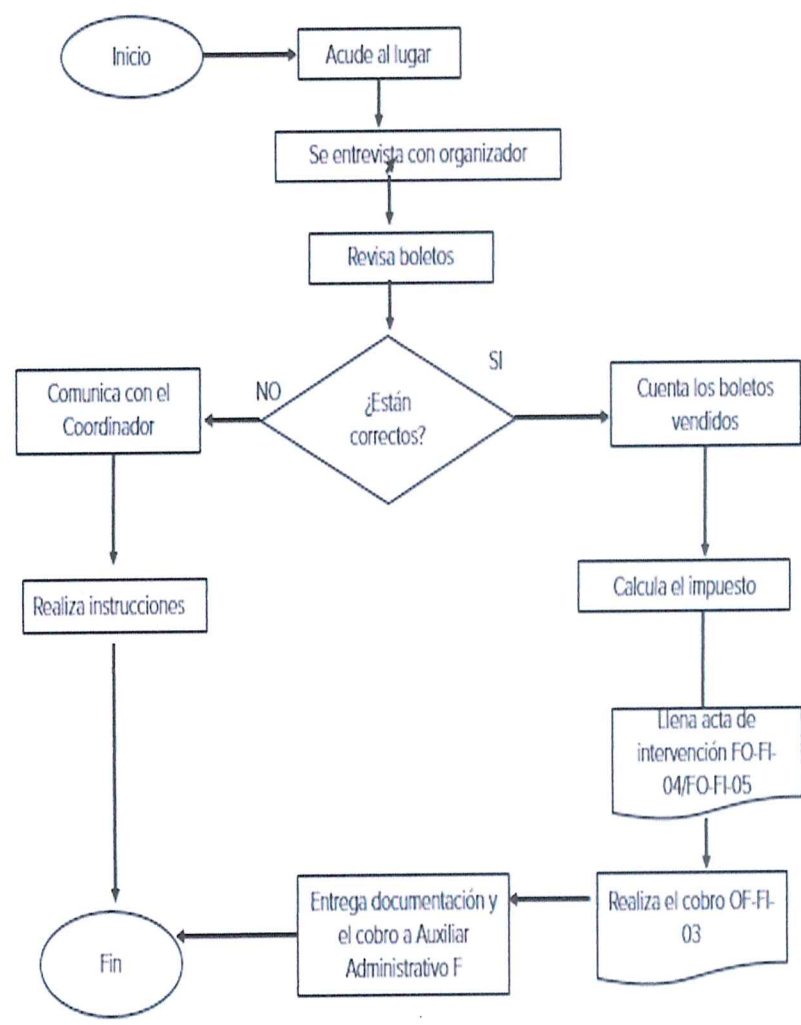 Inicio
Acude al lugar
Se entrevista con organizador
Revisa boletos
¿Están
correctos?
NO
SI
Comunica con el
Coordinador
Realiza instrucciones
Cuenta los boletos
vendidos
Calcula el impuesto
Llena acta de
intervención FO-FI-
04/FO-FI-05
Realiza el cobro OF-FI-
03
Entrega documentación y
el cobro a Auxiliar
Administrativo F
Fin